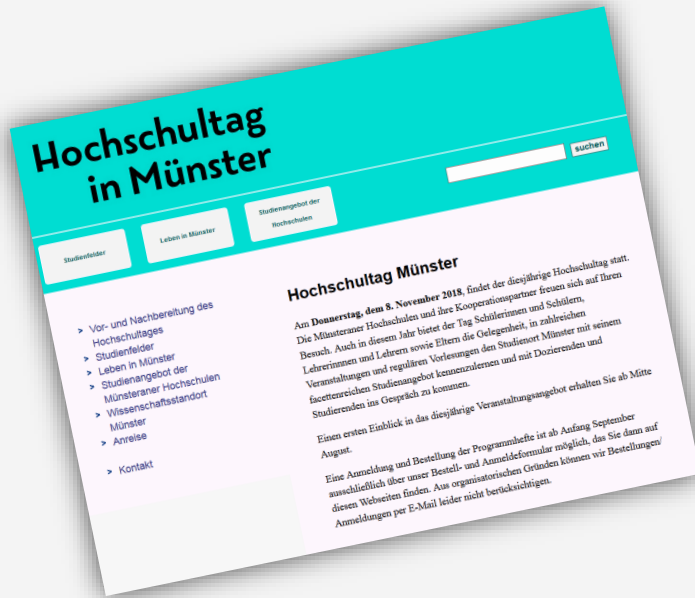 Hochschultag
in Münster
suchen
Studienfelder
Leben in Münster
Studienangebot der
Hochschulen
> Vor- und Nachbereitung des
Hochschultages
> Studienfelder
> Leben in Münster
> Studienangebot der
Münsteraner Hochschulen
> Wissenschaftsstandort
Münster
> Anreise
> Kontakt
Hochschultag Münster
Am Donnerstag, dem 8. November 2018, findet der diesjährige Hochschultag statt.
Die Münsteraner Hochschulen und ihre Kooperationspartner freuen sich auf Ihren
Besuch. Auch in diesem Jahr bietet der Tag Schülerinnen und Schülern,
Lehrerinnen und Lehrern sowie Eltern die Gelegenheit, in zahlreichen
Veranstaltungen und regulären Vorlesungen den Studienort Münster mit seinem
facettenreichen Studienangebot kennenzulernen und mit Dozierenden und
Studierenden ins Gespräch zu kommen.
Einen ersten Einblick in das diesjährige Veranstaltungsangebot erhalten Sie ab Mitte
August.
Eine Anmeldung und Bestellung der Programmhefte ist ab Anfang September
ausschließlich über unser Bestell- und Anmeldeformular möglich, das Sie dann auf
diesen Webseiten finden. Aus organisatorischen Gründen können wir Bestellungen/
Anmeldungen per E-Mail leider nicht berücksichtigen.